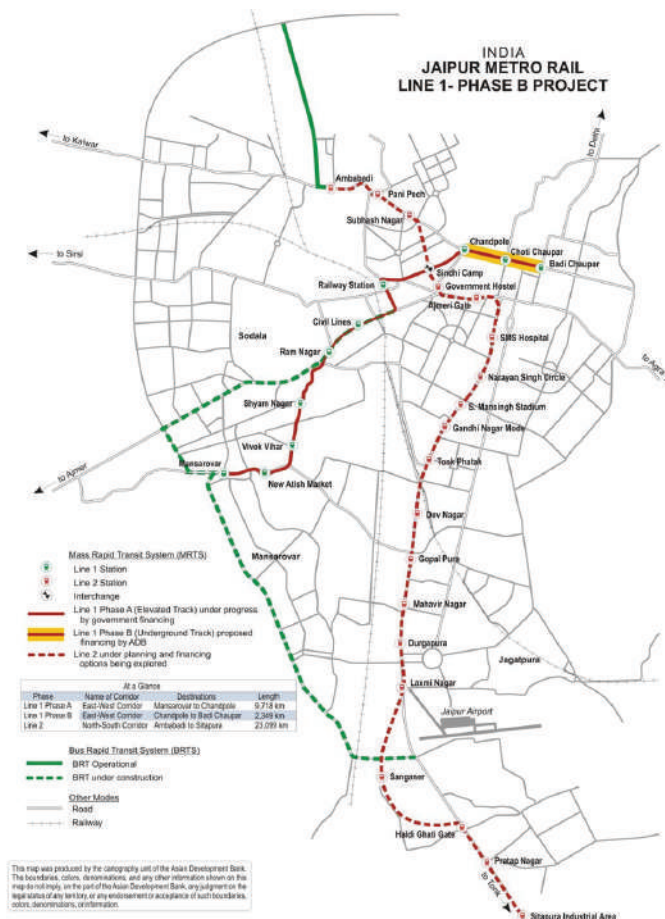 INDIA
JAIPUR METRO RAIL
LINE 1- PHASE B PROJECT
to Kalwar
to Delhi
Ambabadi
Pani Pech
Subhash Nagar
Chandpole
Choti Chaupar
Badi Chaupar
to Sirsi
Sindhi Camp
Railway Station
Government Hostel
Ajmeri Gate
Civil Lines
Sodala
SMS Hospital
Ram Nagar
to Agra
Narayan Singh Circle
Shyam Nagar
S. Mansingh Stadium
Gandhi Nagar Mode
Vivek Vihar
Tonk Phatak
Mansarovar
to Ajmer
New Atish Market
Dev Nagar
Mansarovar
Gopal Pura
Mahavir Nagar
Durgapura
Jagatpura
Laxmi Nagar
Jaipur Airport
Sanganer
Haldi Ghati Gate
Pratap Nagar
to Tonk
Sitapura Industrial Area
Mass Rapid Transit System (MRTS)
Line 1 Station
Line 2 Station
Interchange
Line 1 Phase A (Elevated Track) under progress
by government financing
Line 1 Phase B (Underground Track) proposed
financing by ADB
Line 2 under planning and financing
options being explored
At a Glance
Phase Name of Corridor Destinations Length
Line 1 Phase A East-West Corridor Mansarovar to Chandpole 9.718 km
Line 1 Phase B East-West Corridor Chandpole to Badi Chaupar 2.349 km
Line 2 North-South Corridor Ambabadi to Sitapura 23.099 km
Bus Rapid Transit System (BRTS)
BRT Operational
BRT under construction
Other Modes
Road
Railway
This map was produced by the cartography unit of the Asian Development Bank.
The boundaries, colors, denominations, and any other information shown on this
map do not imply, on the part of the Asian Development Bank, any judgment on the
legal status of any territory, or any endorsement or acceptance of such boundaries,
colors, denominations, or information.